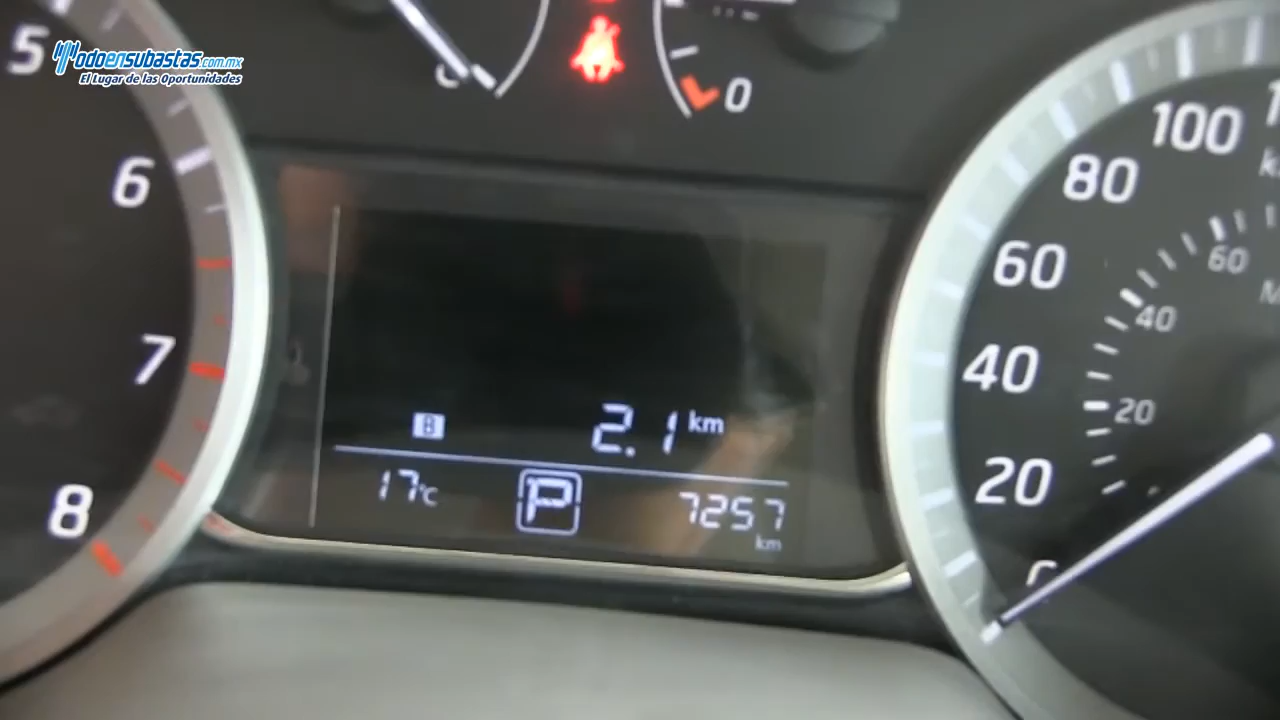 Todoensubastas.com.mx
El Lugar de las Oportunidades
5
6
7
8
C
0
B
2.1 km
17°C
P
7257
km
100
80
60
40
20
60
40
20